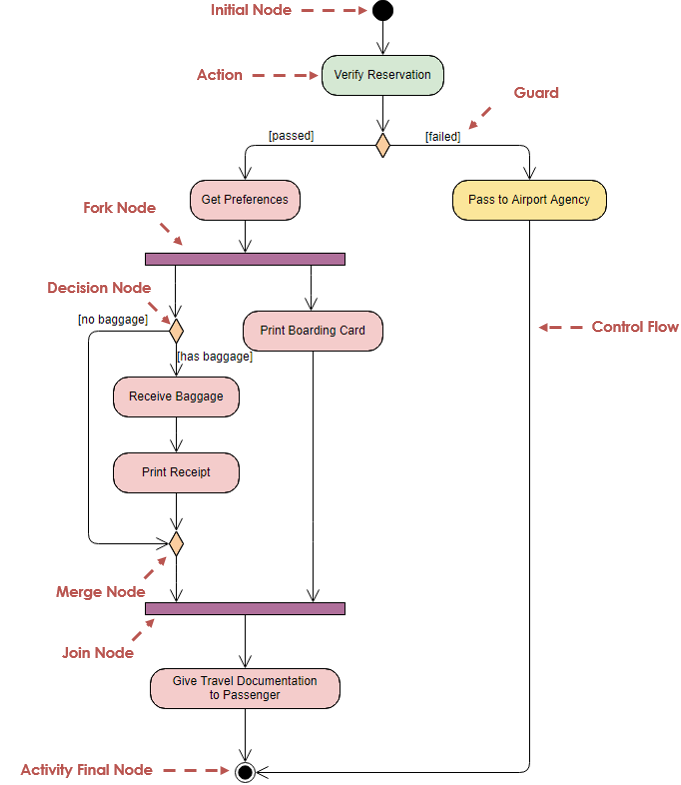 Initial Node
Verify Reservation
Action
Guard
[passed]
[failed]
Get Preferences
Pass to Airport Agency
Fork Node
Decision Node
[no baggage]
Print Boarding Card
Control Flow
[has baggage]
Receive Baggage
Print Receipt
Merge Node
Join Node
Give Travel Documentation
to Passenger
Activity Final Node